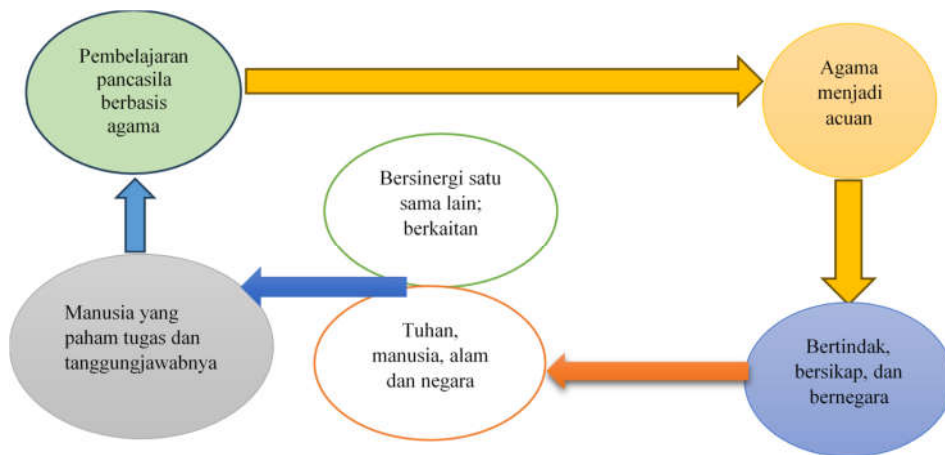 Pembelajaran
pancasila
berbasis
agama
Agama
menjadi
acuan
Bersinergi satu
sama lain;
berkaitan
Manusia yang
paham tugas dan
tanggungjawabnya
Tuhan,
manusia, alam
dan negara
Bertindak,
bersikap, dan
bernegara